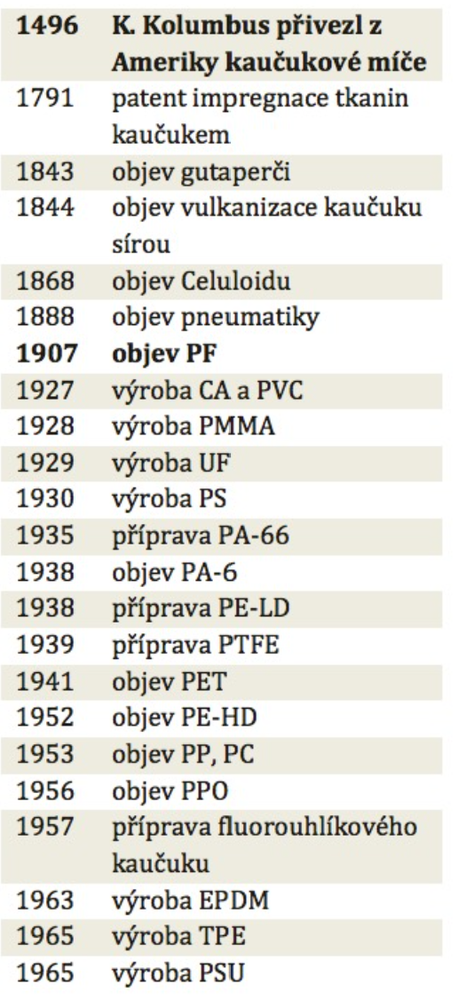 1496 K. Kolumbus přivezl z
Ameriky kaučukové míče
1791 patent impregnace tkanin
kaučukem
1843 objev gutaperči
1844 objev vulkanizace kaučuku
sírou
1868 objev Celuloidu
1888 objev pneumatiky
1907 objev PF
1927 výroba CA a PVC
1928 výroba PMMA
1929 výroba UF
1930 výroba PS
1935 příprava PA-66
1938 objev PA-6
1938 příprava PE-LD
1939 příprava PTFE
1941 objev PET
1952 objev PE-HD
1953 objev PP, PC
1956 objev PPO
1957 příprava fluorouhlíkového
kaučuku
1963 výroba EPDM
1965 výroba TPE
1965 výroba PSU